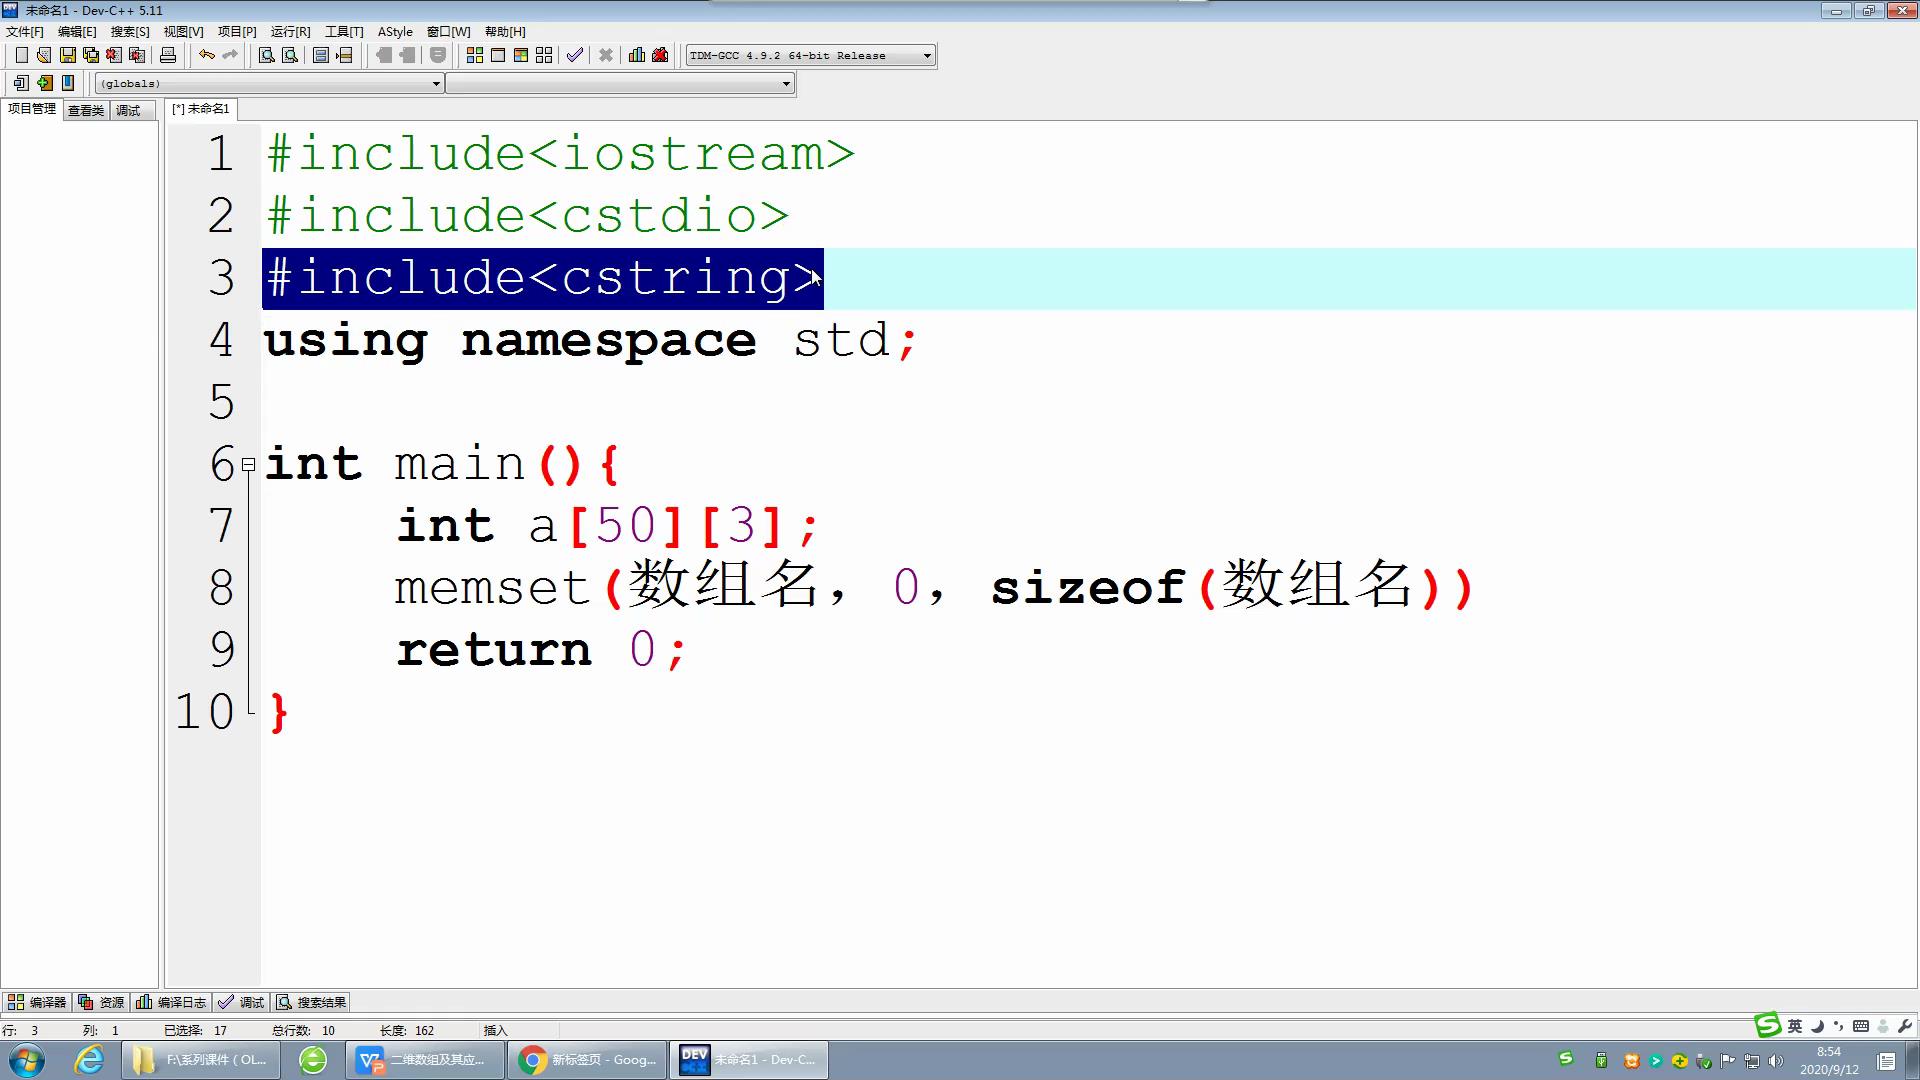 未命名1 - Dev-C++ 5.11
文件[F] 编辑[E] 搜索[S] 视图[V] 项目[P] 运行[R] 工具[T] AStyle 窗口[W] 帮助[H]
TDM-GCC 4.9.2 64-bit Release
(globals)
项目管理 查看类 调试 [*] 未命名1
1 #include<iostream>
2 #include<cstdio>
3 #include<cstring>
4 using namespace std;
5
6 int main(){
7 int a[50][3];
8 memset(数组名，0，sizeof(数组名))
9 return 0;
10 }
编译器 资源 编译日志 调试 搜索结果
行: 3 列: 1 已选择: 17 总行数: 10 长度: 162 插入
英
F:\系列课件（OL... 二维数组及其应... 新标签页 - Goog... 未命名1 - Dev-C...
8:54
2020/9/12